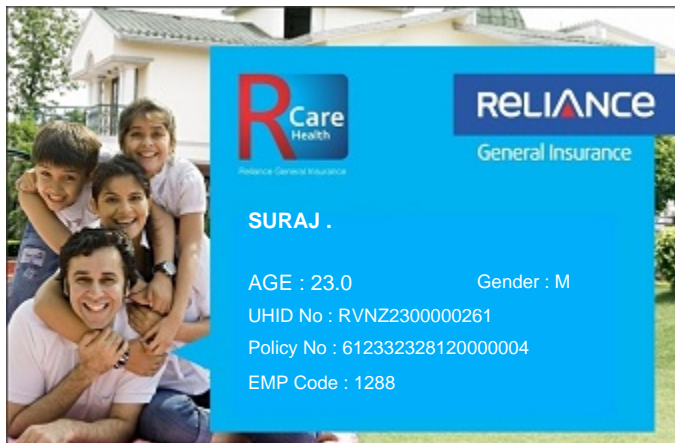 R Care
Health
Reliance General Insurance
RELIANCE
General Insurance
SURAJ .
AGE : 23.0 Gender : M
UHID No : RVNZ2300000261
Policy No : 612332328120000004
EMP Code : 1288